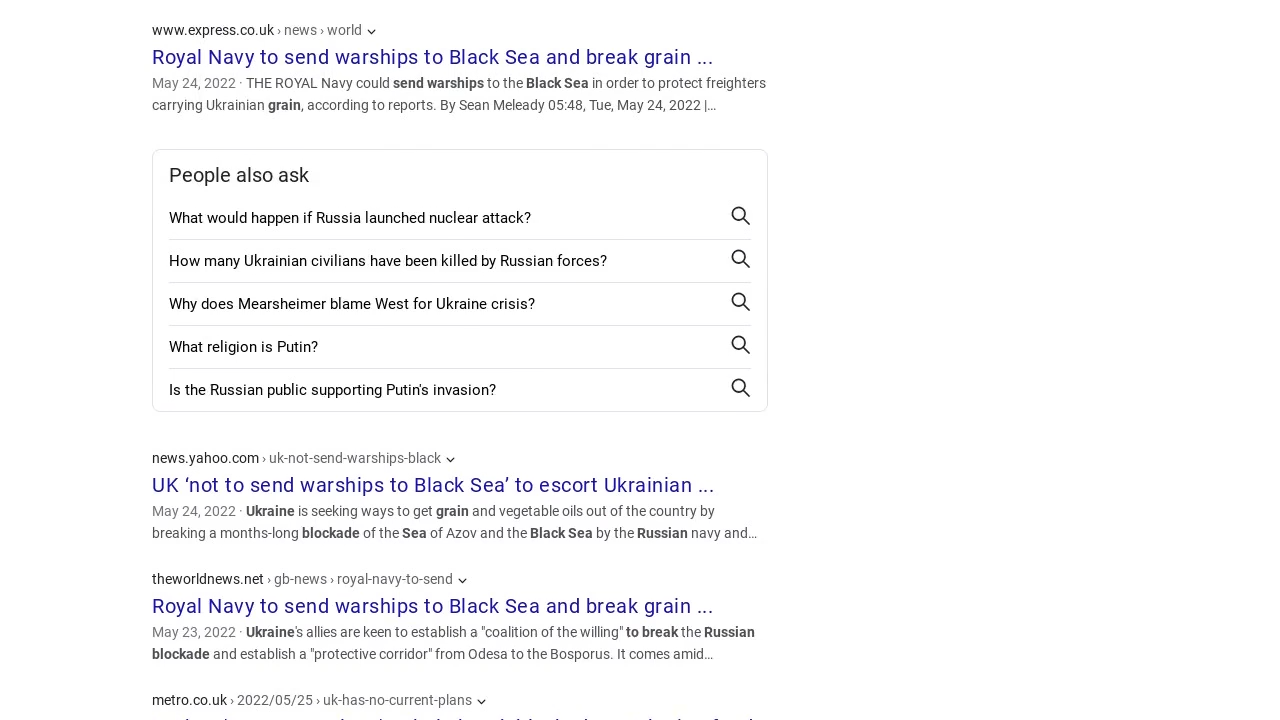 www.express.co.uk › news › world
Royal Navy to send warships to Black Sea and break grain ...
May 24, 2022 · THE ROYAL Navy could send warships to the Black Sea in order to protect freighters
carrying Ukrainian grain, according to reports. By Sean Meleady 05:48, Tue, May 24, 2022 |…
People also ask
What would happen if Russia launched nuclear attack?
How many Ukrainian civilians have been killed by Russian forces?
Why does Mearsheimer blame West for Ukraine crisis?
What religion is Putin?
Is the Russian public supporting Putin's invasion?
news.yahoo.com › uk-not-send-warships-black
UK ‘not to send warships to Black Sea’ to escort Ukrainian ...
May 24, 2022 · Ukraine is seeking ways to get grain and vegetable oils out of the country by
breaking a months-long blockade of the Sea of Azov and the Black Sea by the Russian navy and…
theworldnews.net › gb-news › royal-navy-to-send
Royal Navy to send warships to Black Sea and break grain ...
May 23, 2022 · Ukraine's allies are keen to establish a "coalition of the willing" to break the Russian
blockade and establish a "protective corridor" from Odesa to the Bosporus. It comes amid…
metro.co.uk › 2022/05/25 › uk-has-no-current-plans